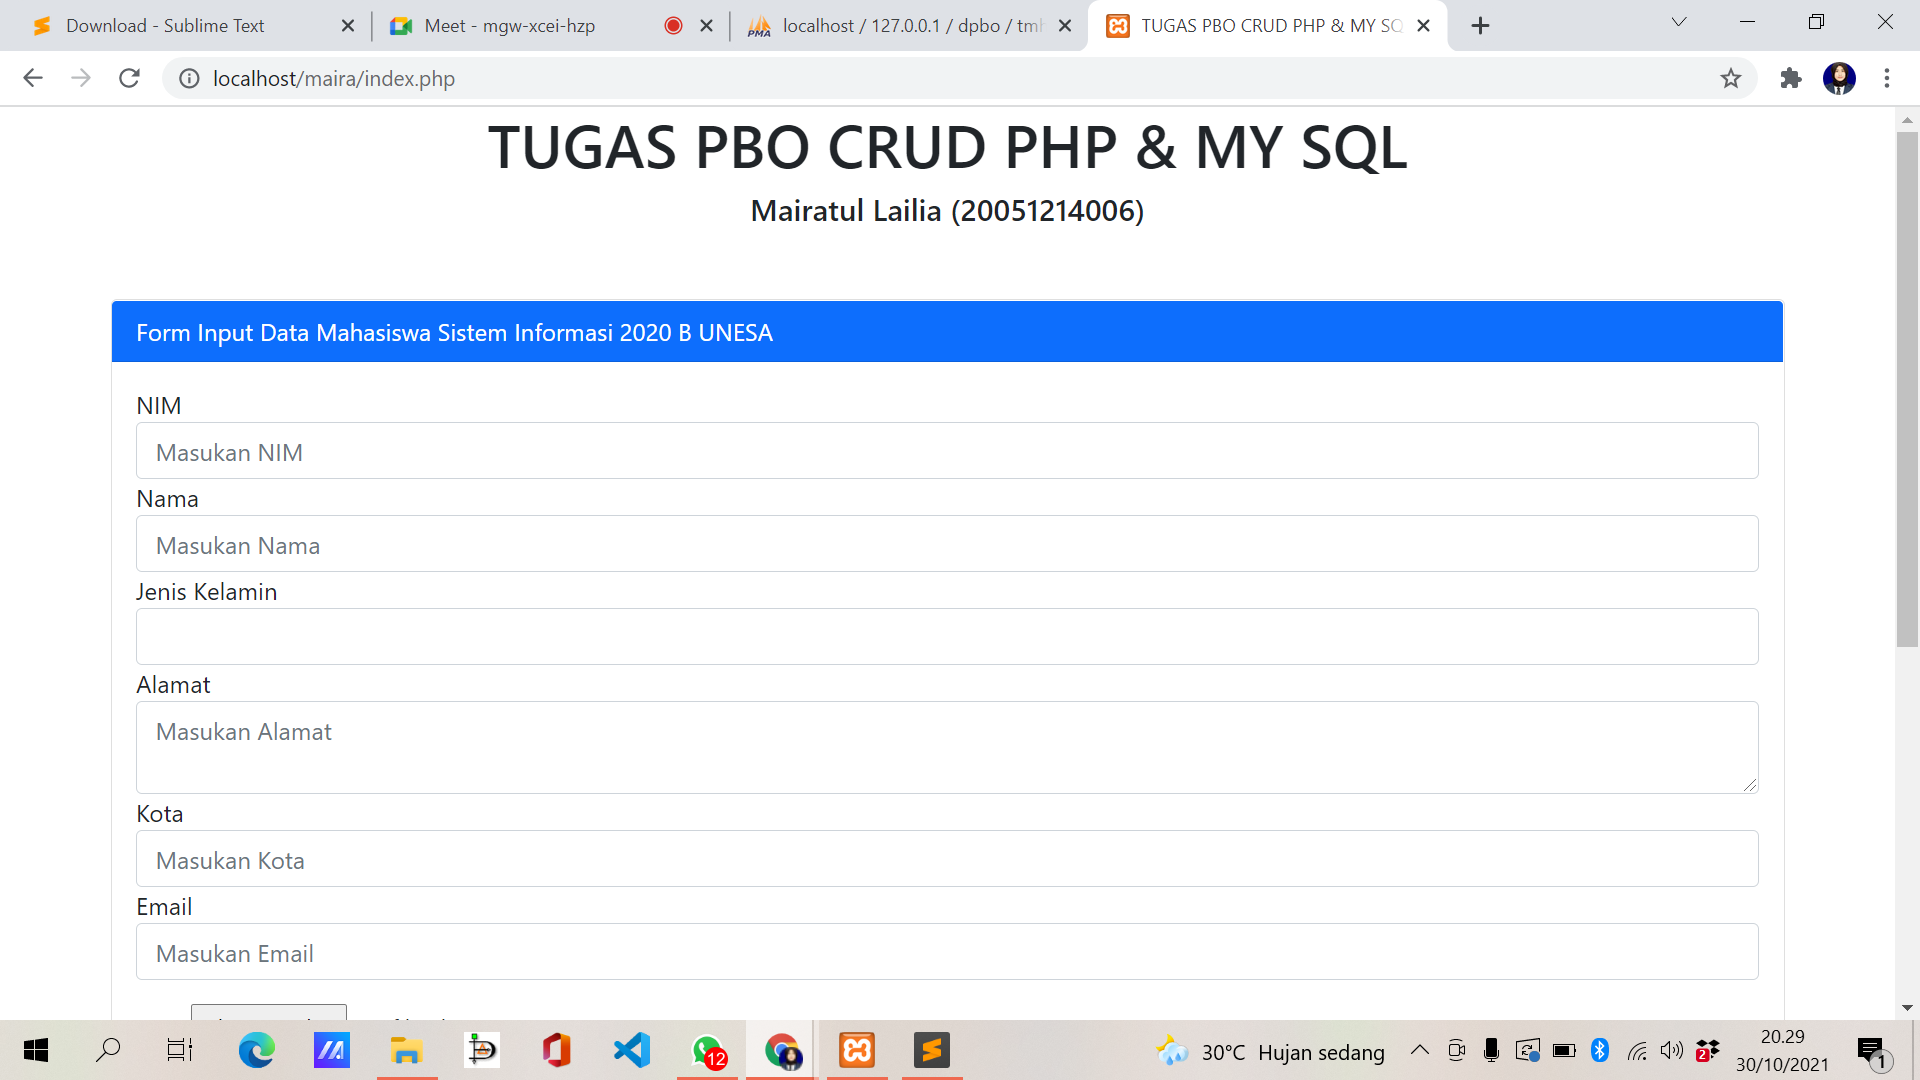 Download - Sublime Text
Meet - mgw-xcei-hzp
localhost / 127.0.0.1 / dpbo / tmh
TUGAS PBO CRUD PHP & MY SQ
localhost/maira/index.php
TUGAS PBO CRUD PHP & MY SQL
Mairatul Lailia (20051214006)
Form Input Data Mahasiswa Sistem Informasi 2020 B UNESA
NIM
Masukan NIM
Nama
Masukan Nama
Jenis Kelamin
Alamat
Masukan Alamat
Kota
Masukan Kota
Email
Masukan Email
12
30°C Hujan sedang
2
20.29
30/10/2021
1